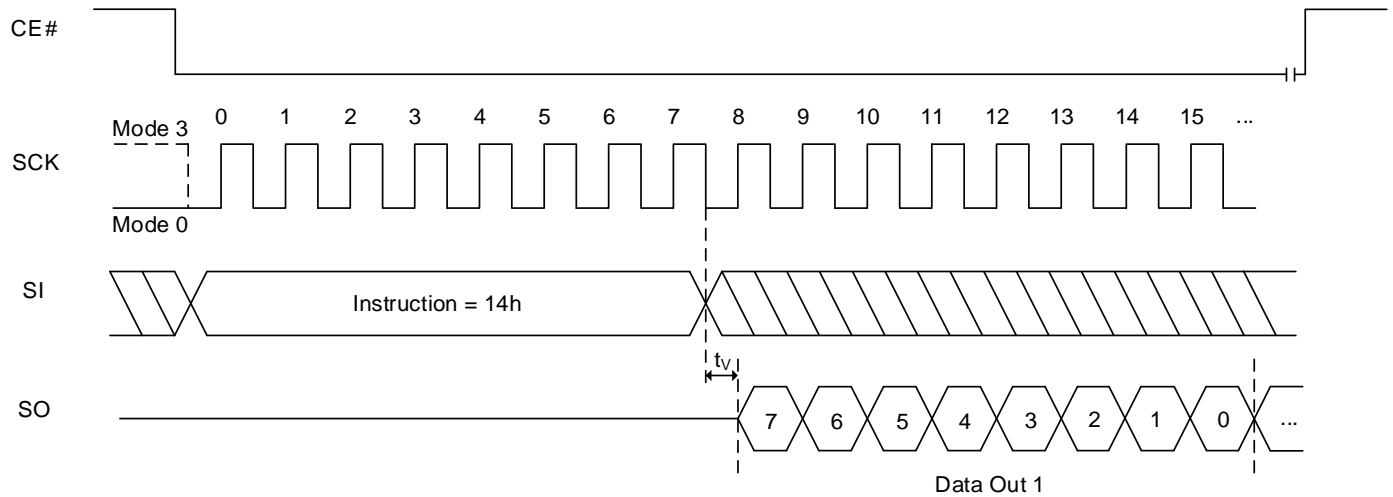 CE#
0 1 2 3 4 5 6 7 8 9 10 11 12 13 14 15 ...
Mode 3
SCK
Mode 0
SI
Instruction = 14h
tV
SO
7 6 5 4 3 2 1 0 ...
Data Out 1